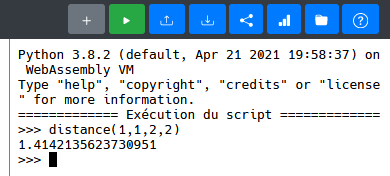 Python 3.8.2 (default, Apr 21 2021 19:58:37) on
 WebAssembly VM
Type "help", "copyright", "credits" or "license
" for more information.
============= Exécution du script =============
>>> distance(1,1,2,2)
1.4142135623730951
>>>